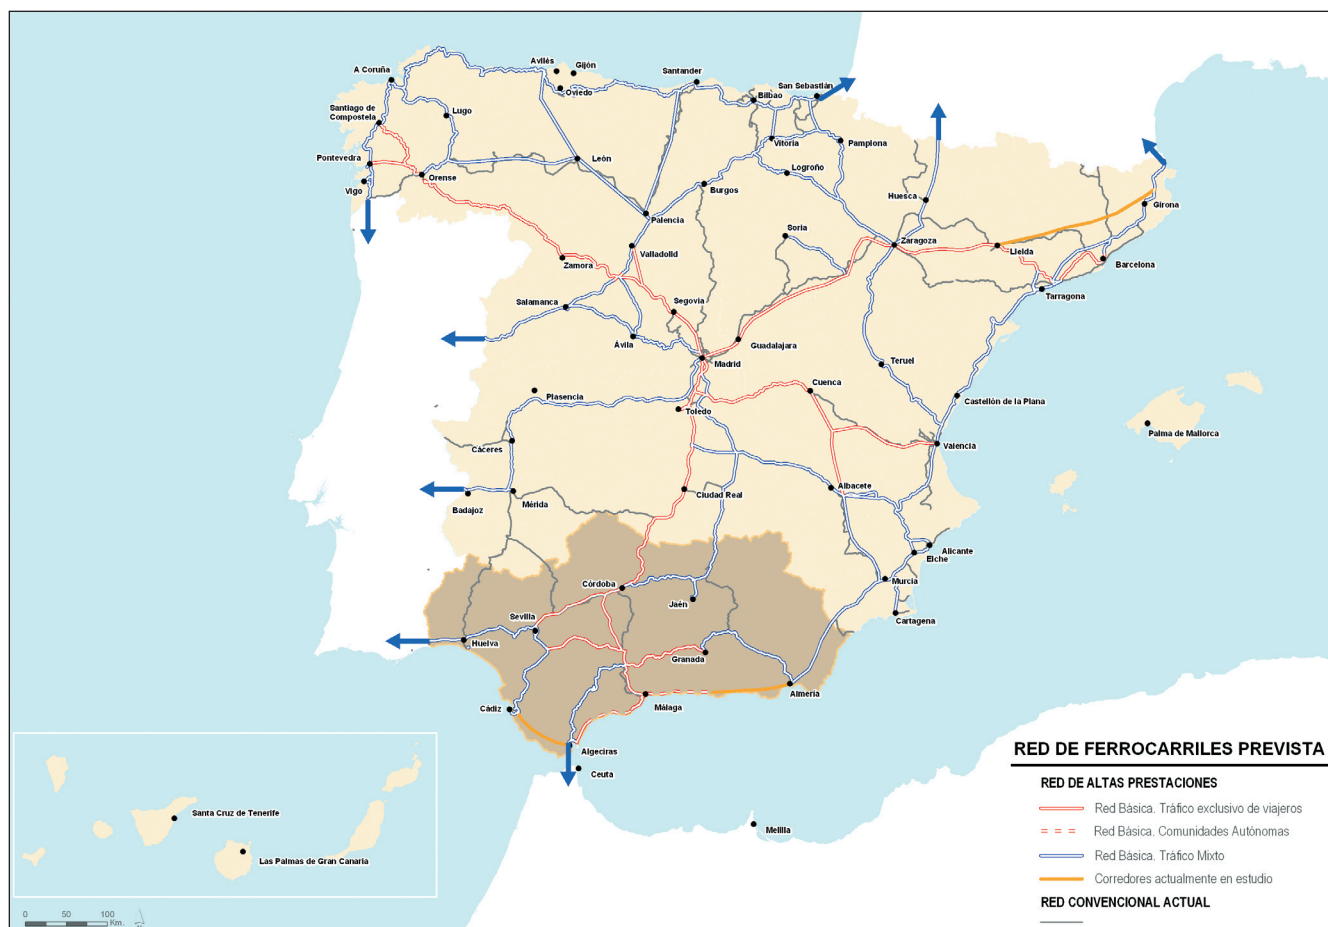 Avilés
Gijón
A Coruña
Santander
San Sebastián
Oviedo
Bilbao
Santiago de
Compostela
Lugo
Vitoria
Pamplona
Pontevedra
León
Logroño
Orense
Vigo
Burgos
Huesca
Girona
Palencia
Soria
Zaragoza
Lleida
Valladolid
Barcelona
Zamora
Tarragona
Salamanca
Segovia
Ávila
Guadalajara
Madrid
Teruel
Cuenca
Plasencia
Castellón de la Plana
Toledo
Palma de Mallorca
Cáceres
Valencia
Albacete
Ciudad Real
Badajoz
Mérida
Alicante
Elche
Córdoba
Murcia
Jaén
Cartagena
Sevilla
Huelva
Granada
Almería
Cádiz
Málaga
Algeciras
Ceuta
Melilla
Santa Cruz de Tenerife
Las Palmas de Gran Canaria
0 50 100
Km.
RED DE FERROCARRILES PREVISTA
RED DE ALTAS PRESTACIONES
Red Básica. Tráfico exclusivo de viajeros
Red Básica. Comunidades Autónomas
Red Básica. Tráfico Mixto
Corredores actualmente en estudio
RED CONVENCIONAL ACTUAL